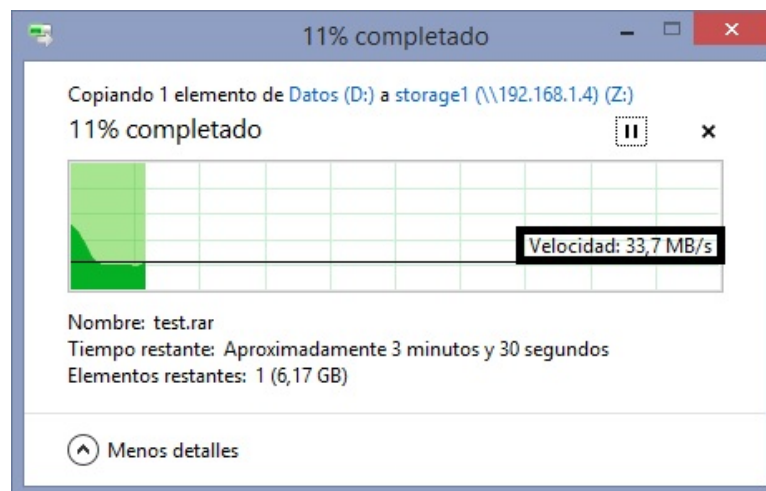 11% completado
Copiando 1 elemento de Datos (D:) a storage1 (\\192.168.1.4) (Z:)
11% completado
Velocidad: 33,7 MB/s
Nombre: test.rar
Tiempo restante: Aproximadamente 3 minutos y 30 segundos
Elementos restantes: 1 (6,17 GB)
Menos detalles